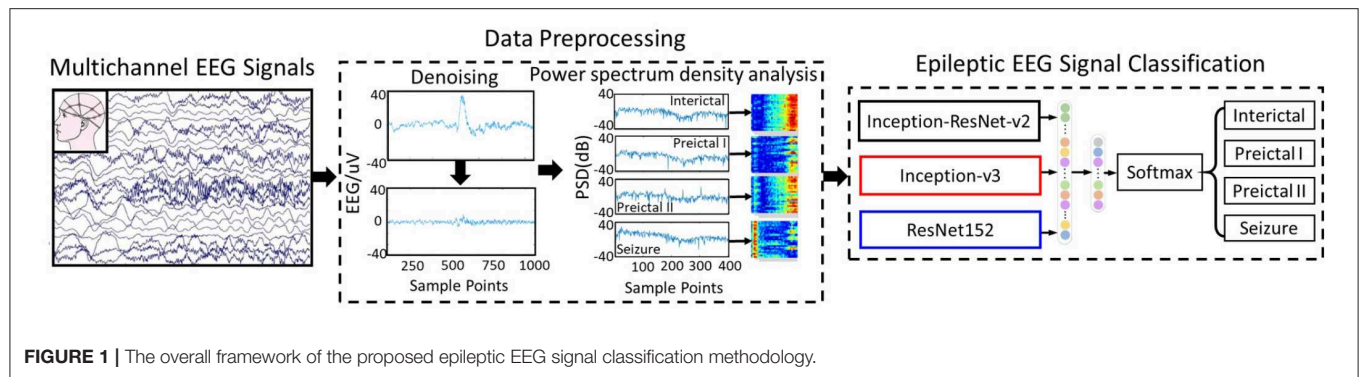 Data Preprocessing
Multichannel EEG Signals
Denoising
Power spectrum density analysis
Epileptic EEG Signal Classification
EEG/uV
40
0
-40
40
0
-40
250 500 750 1000
Sample Points
PSD(dB)
40
Interictal
-40
40
Preictal I
-40
40
Preictal II
-40
40
Seizure
-40
100 200 300 400
Sample Points
Inception-ResNet-v2
Inception-v3
ResNet152
Softmax
Interictal
Preictal I
Preictal II
Seizure
FIGURE 1 | The overall framework of the proposed epileptic EEG signal classification methodology.